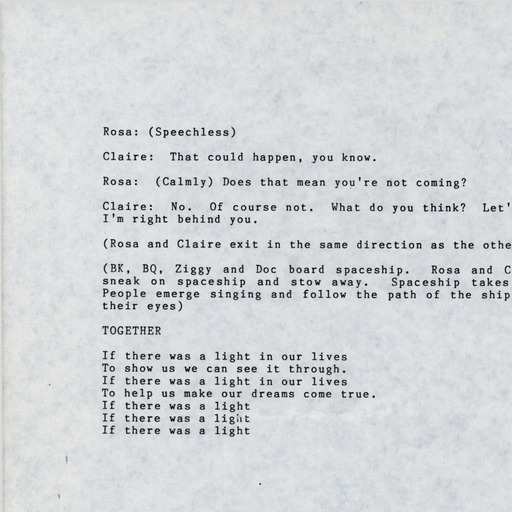 Rosa: (Speechless)
Claire:  That could happen, you know.
Rosa:  (Calmly) Does that mean you're not coming?
Claire:  No.  Of course not.  What do you think?  Let'
I'm right behind you.
(Rosa and Claire exit in the same direction as the othe
(BK, BQ, Ziggy and Doc board spaceship.  Rosa and C
sneak on spaceship and stow away.  Spaceship takes
People emerge singing and follow the path of the ship
their eyes)
TOGETHER
If there was a light in our lives
To show us we can see it through.
If there was a light in our lives
To help us make our dreams come true.
If there was a light
If there was a light
If there was a light